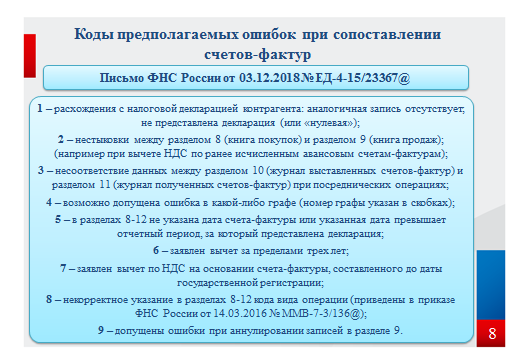 Коды предполагаемых ошибок при сопоставлении
счетов-фактур
Письмо ФНС России от 03.12.2018№ЕД-4-15/23367@
1 – расхождения с налоговой декларацией контрагента: аналогичная запись отсутствует,
не представлена декларация (или «нулевая»);
2 – нестыковки между разделом 8 (книга покупок) и разделом 9 (книга продаж);
(например при вычете НДС по ранее исчисленным авансовым счетам-фактурам);
3 – несоответствие данных между разделом 10 (журнал выставленных счетов-фактур) и
разделом 11 (журнал полученных счетов-фактур) при посреднических операциях;
4 – возможно допущена ошибка в какой-либо графе (номер графы указан в скобках);
5 – в разделах 8-12 не указана дата счета-фактуры или указанная дата превышает
отчетный период, за который представлена декларация;
6 – заявлен вычет за пределами трех лет;
7 – заявлен вычет по НДС на основании счета-фактуры, составленного до даты
государственной регистрации;
8 – некорректное указание в разделах 8-12 кода вида операции (приведены в приказе
ФНС России от 14.03.2016 № ММВ-7-3/136@);
9 – допущены ошибки при аннулировании записей в разделе 9.
8